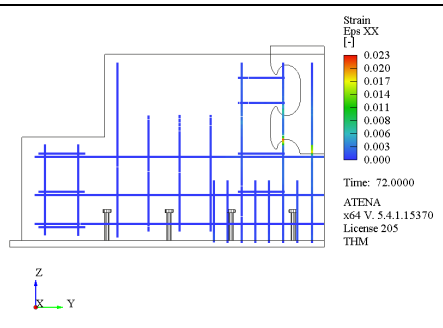 Strain
Eps XX
[-]
0.023
0.020
0.017
0.014
0.011
0.008
0.006
0.003
0.000
Time: 72.0000
ATENA
x64 V. 5.4.1.15370
License 205
THM
Z
X Y